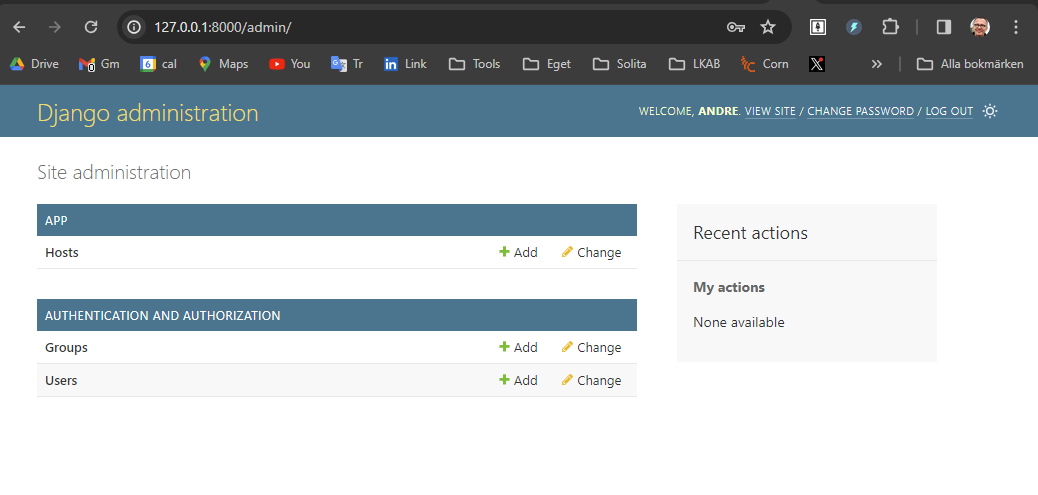 127.0.0.1:8000/admin/
Drive Gm cal Maps You Tr Link Tools Eget Solita LKAB Corn X » Alla bokmärken
Django administration
WELCOME, ANDRE. VIEW SITE / CHANGE PASSWORD / LOG OUT
Site administration
APP
Hosts Add Change
AUTHENTICATION AND AUTHORIZATION
Groups Add Change
Users Add Change
Recent actions
My actions
None available